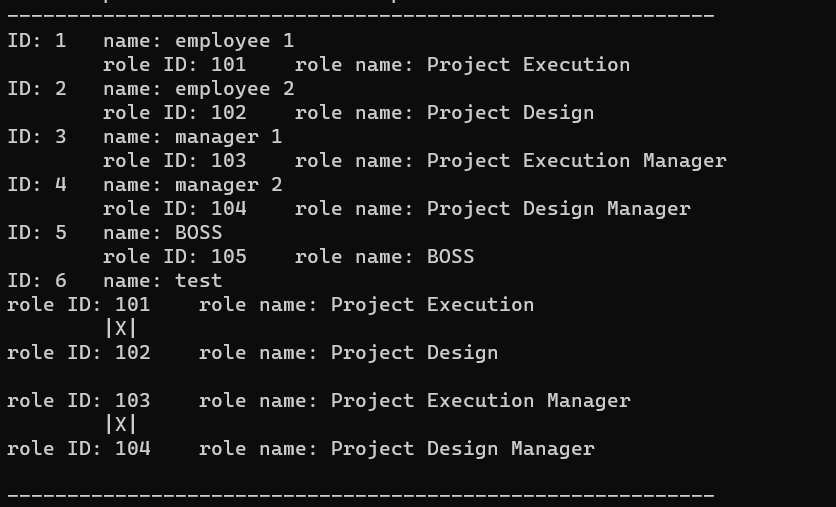 ------------------------------------------------------------
ID: 1   name: employee 1
        role ID: 101    role name: Project Execution
ID: 2   name: employee 2
        role ID: 102    role name: Project Design
ID: 3   name: manager 1
        role ID: 103    role name: Project Execution Manager
ID: 4   name: manager 2
        role ID: 104    role name: Project Design Manager
ID: 5   name: BOSS
        role ID: 105    role name: BOSS
ID: 6   name: test
role ID: 101    role name: Project Execution
        |X|
role ID: 102    role name: Project Design

role ID: 103    role name: Project Execution Manager
        |X|
role ID: 104    role name: Project Design Manager

------------------------------------------------------------